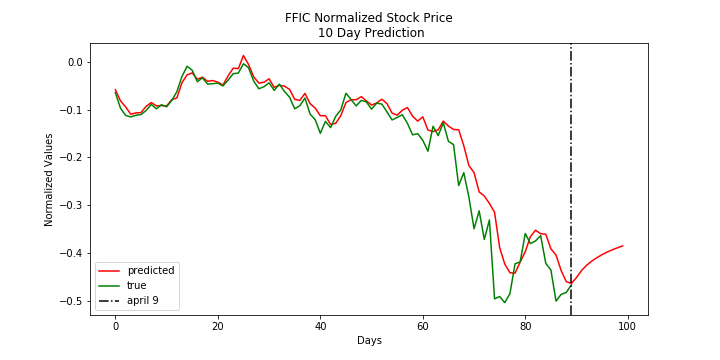 FFIC Normalized Stock Price
10 Day Prediction
Normalized Values
0.0
−0.1
−0.2
−0.3
−0.4
−0.5
predicted
true
april 9
0 20 40 60 80 100
Days